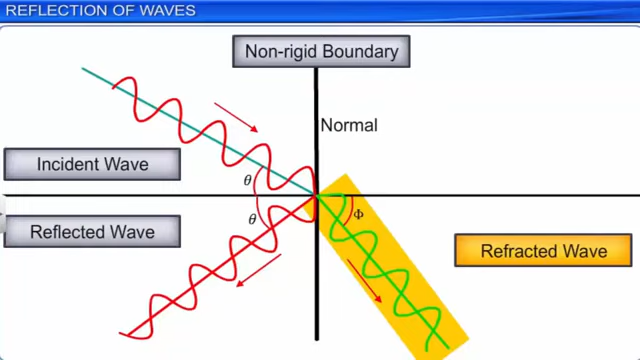 REFLECTION OF WAVES
Non-rigid Boundary
Normal
Incident Wave
θ
θ
Φ
Reflected Wave
Refracted Wave